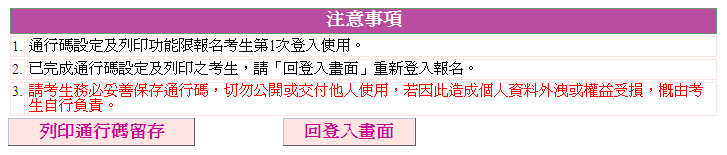 注意事項
1. 通行碼設定及列印功能限報名考生第1次登入使用。
2. 已完成通行碼設定及列印之考生，請「回登入畫面」重新登入報名。
3. 請考生務必妥善保存通行碼，切勿公開或交付他人使用，若因此造成個人資料外洩或權益受損，概由考
生自行負責。
列印通行碼留存 回登入畫面